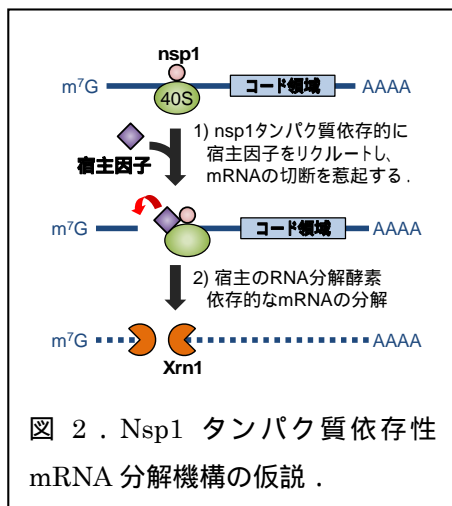 nsp1
m⁷G 40S コード領域 AAAA
1) nsp1タンパク質依存的に
宿主因子をリクルートし、
mRNAの切断を惹起する．
宿主因子
m⁷G コード領域 AAAA
2) 宿主のRNA分解酵素
依存的なmRNAの分解
m⁷G AAAA
Xrn1
図 2．Nsp1 タンパク質依存性
mRNA 分解機構の仮説．